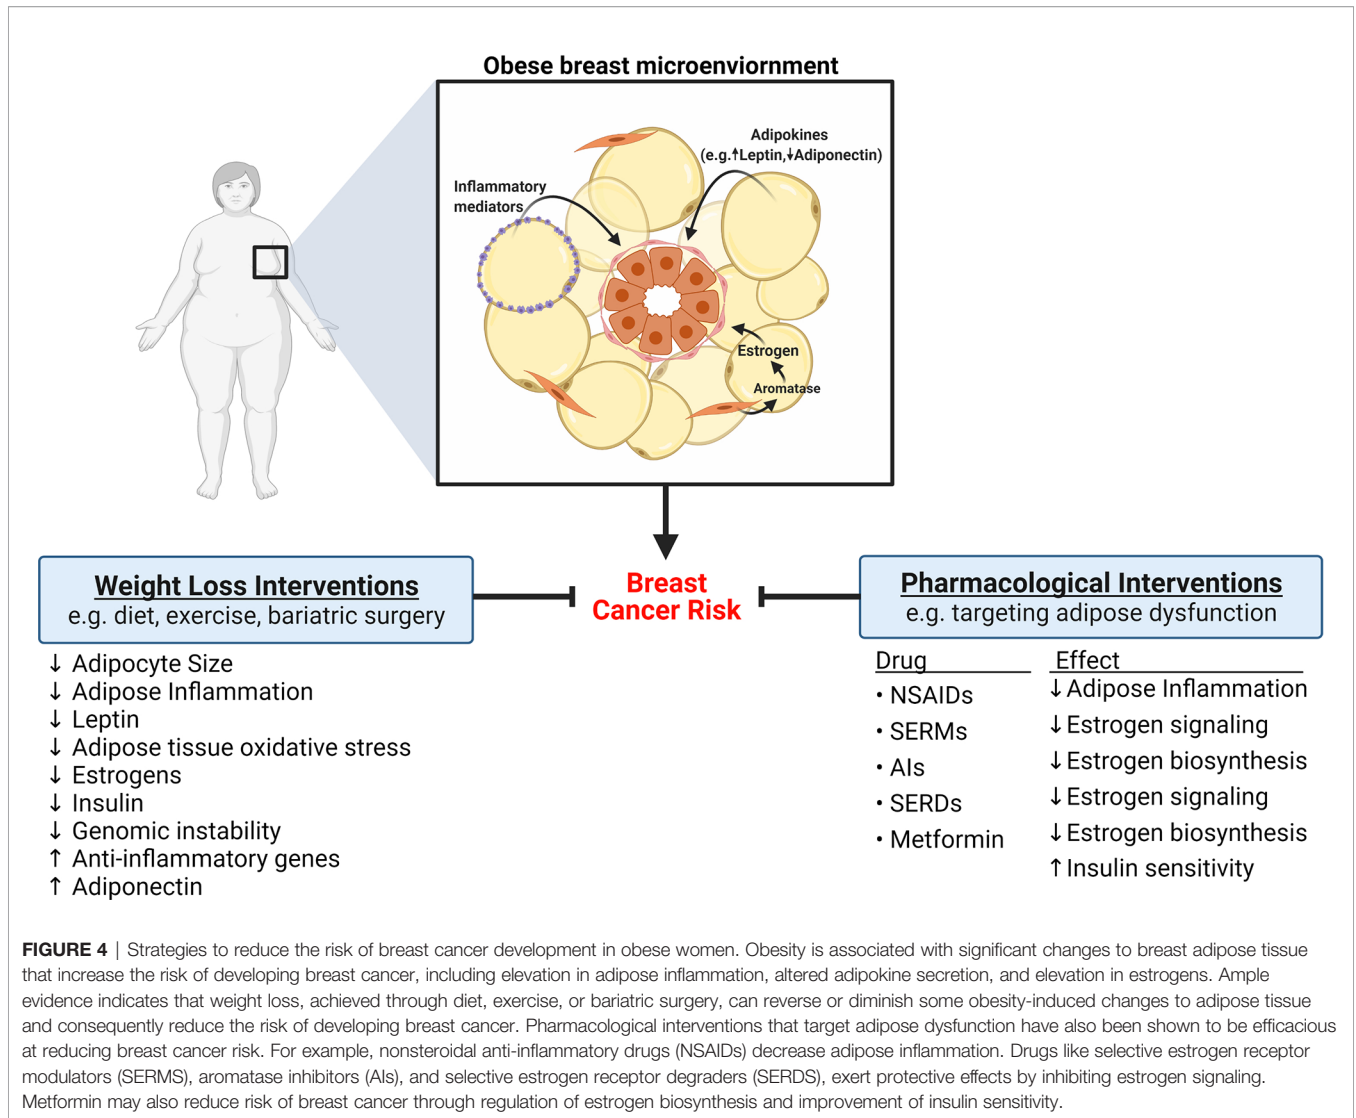 Obese breast microenviornment
Adipokines
(e.g.↑Leptin,↓Adiponectin)
Inflammatory
mediators
Estrogen
Aromatase
Breast
Cancer Risk
Weight Loss Interventions
e.g. diet, exercise, bariatric surgery
↓ Adipocyte Size
↓ Adipose Inflammation
↓ Leptin
↓ Adipose tissue oxidative stress
↓ Estrogens
↓ Insulin
↓ Genomic instability
↑ Anti-inflammatory genes
↑ Adiponectin
Pharmacological Interventions
e.g. targeting adipose dysfunction
Drug Effect
• NSAIDs ↓Adipose Inflammation
• SERMs ↓Estrogen signaling
• AIs ↓Estrogen biosynthesis
• SERDs ↓Estrogen signaling
• Metformin ↓Estrogen biosynthesis
↑Insulin sensitivity
FIGURE 4 | Strategies to reduce the risk of breast cancer development in obese women. Obesity is associated with significant changes to breast adipose tissue
that increase the risk of developing breast cancer, including elevation in adipose inflammation, altered adipokine secretion, and elevation in estrogens. Ample
evidence indicates that weight loss, achieved through diet, exercise, or bariatric surgery, can reverse or diminish some obesity-induced changes to adipose tissue
and consequently reduce the risk of developing breast cancer. Pharmacological interventions that target adipose dysfunction have also been shown to be efficacious
at reducing breast cancer risk. For example, nonsteroidal anti-inflammatory drugs (NSAIDs) decrease adipose inflammation. Drugs like selective estrogen receptor
modulators (SERMS), aromatase inhibitors (AIs), and selective estrogen receptor degraders (SERDS), exert protective effects by inhibiting estrogen signaling.
Metformin may also reduce risk of breast cancer through regulation of estrogen biosynthesis and improvement of insulin sensitivity.